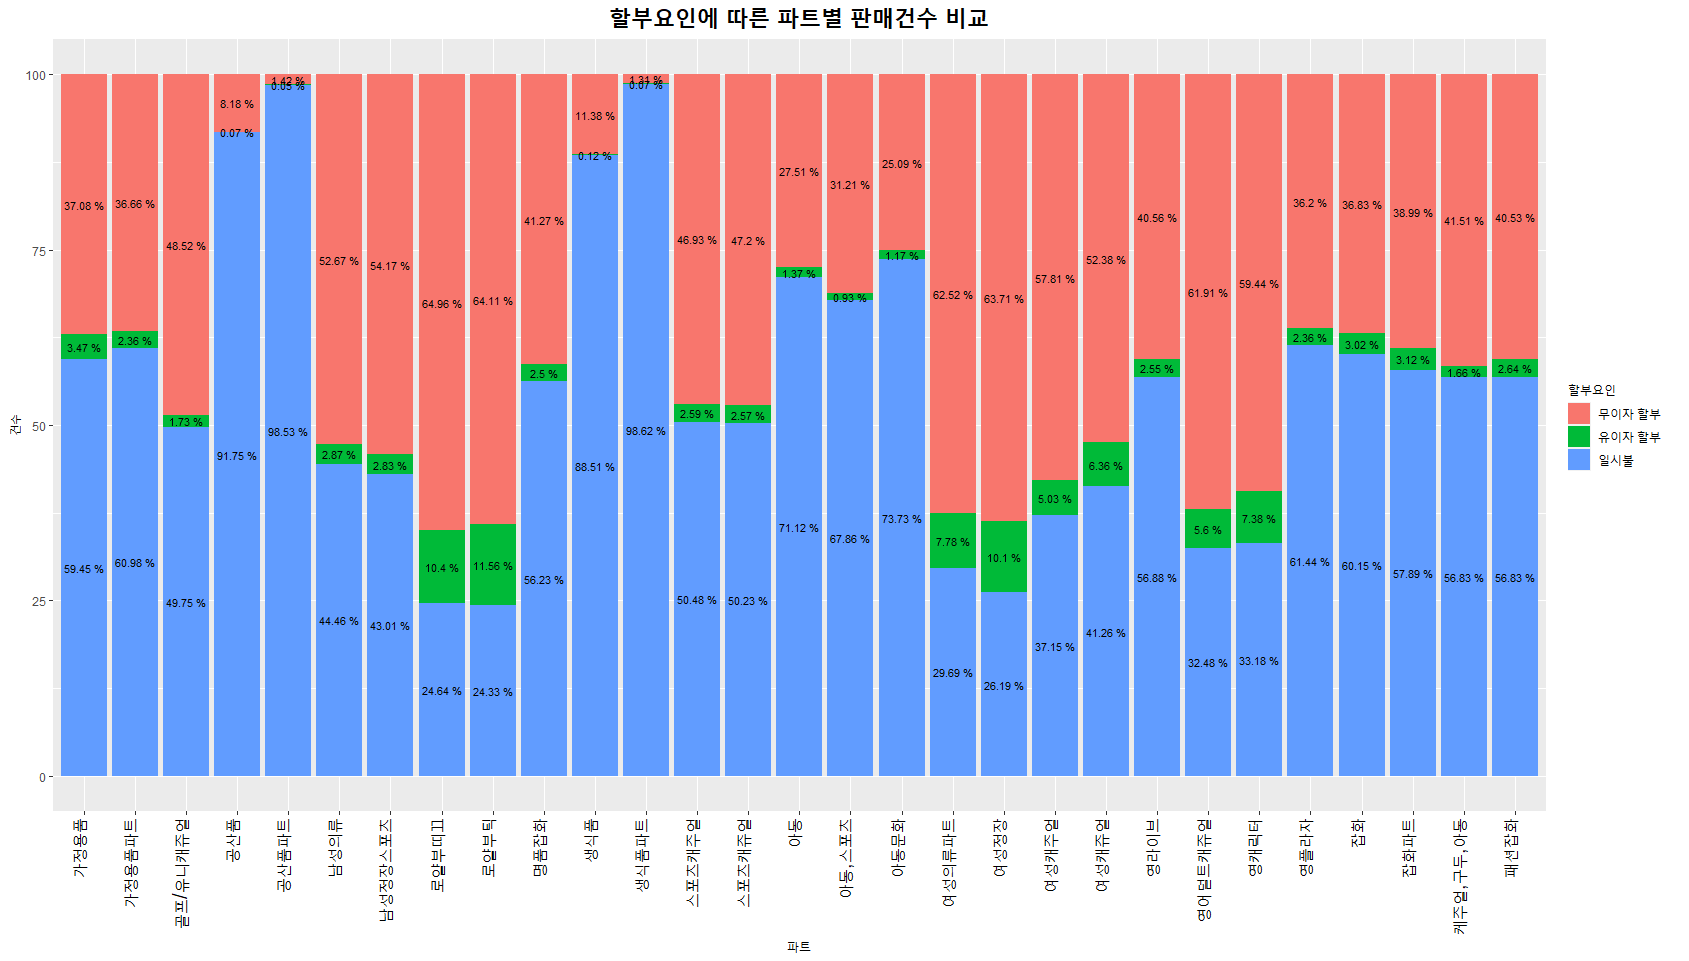 할부요인에 따른 파트별 판매건수 비교
건수
100
75
50
25
0
37.08 %
3.47 %
59.45 %
36.66 %
2.36 %
60.98 %
48.52 %
1.73 %
49.75 %
8.18 %
0.07 %
91.75 %
1.42 %
0.05 %
98.53 %
52.67 %
2.87 %
44.46 %
54.17 %
2.83 %
43.01 %
64.96 %
10.4 %
24.64 %
64.11 %
11.56 %
24.33 %
41.27 %
2.5 %
56.23 %
11.38 %
0.12 %
88.51 %
1.31 %
0.07 %
98.62 %
46.93 %
2.59 %
50.48 %
47.2 %
2.57 %
50.23 %
27.51 %
1.37 %
71.12 %
31.21 %
0.93 %
67.86 %
25.09 %
1.17 %
73.73 %
62.52 %
7.78 %
29.69 %
63.71 %
10.1 %
26.19 %
57.81 %
5.03 %
37.15 %
52.38 %
6.36 %
41.26 %
40.56 %
2.55 %
56.88 %
61.91 %
5.6 %
32.48 %
59.44 %
7.38 %
33.18 %
36.2 %
2.36 %
61.44 %
36.83 %
3.02 %
60.15 %
38.99 %
3.12 %
57.89 %
41.51 %
1.66 %
56.83 %
40.53 %
2.64 %
56.83 %
가정용품
가정용품파트
골프/유니캐쥬얼
공산품
공산품파트
남성의류
남성정장스포츠
로얄부띠끄
로얄부틱
명품잡화
생식품
생식품파트
스포츠캐주얼
스포츠캐쥬얼
아동
아동,스포츠
아동문화
여성의류파트
여성정장
여성캐주얼
여성캐쥬얼
영라이브
영어덜트캐쥬얼
영캐릭터
영플라자
잡화
잡화파트
캐주얼,구두,아동
패션잡화
파트
할부요인
무이자 할부
유이자 할부
일시불